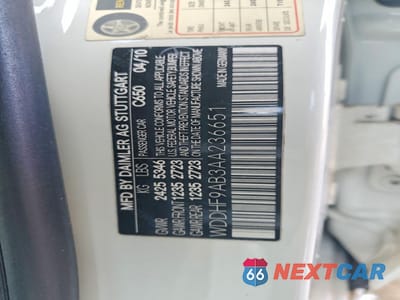 MFD BY DAIMLER AG STUTTGART
PASSENGER CAR C650 04/10
KG LBS THIS VEHICLE CONFORMS TO ALL APPLICABLE
GVWR 2425 5346 U.S. FEDERAL MOTOR VEHICLE SAFETY BUMPER
GAWR FRONT 1235 2723 AND THEFT PREVENTION STANDARDS IN EFFECT
GAWR REAR 1235 2723 ON THE DATE OF MANUFACTURE SHOWN ABOVE
WDDHF9AB3AA236651
MADE IN GERMANY
66 NEXTCAR